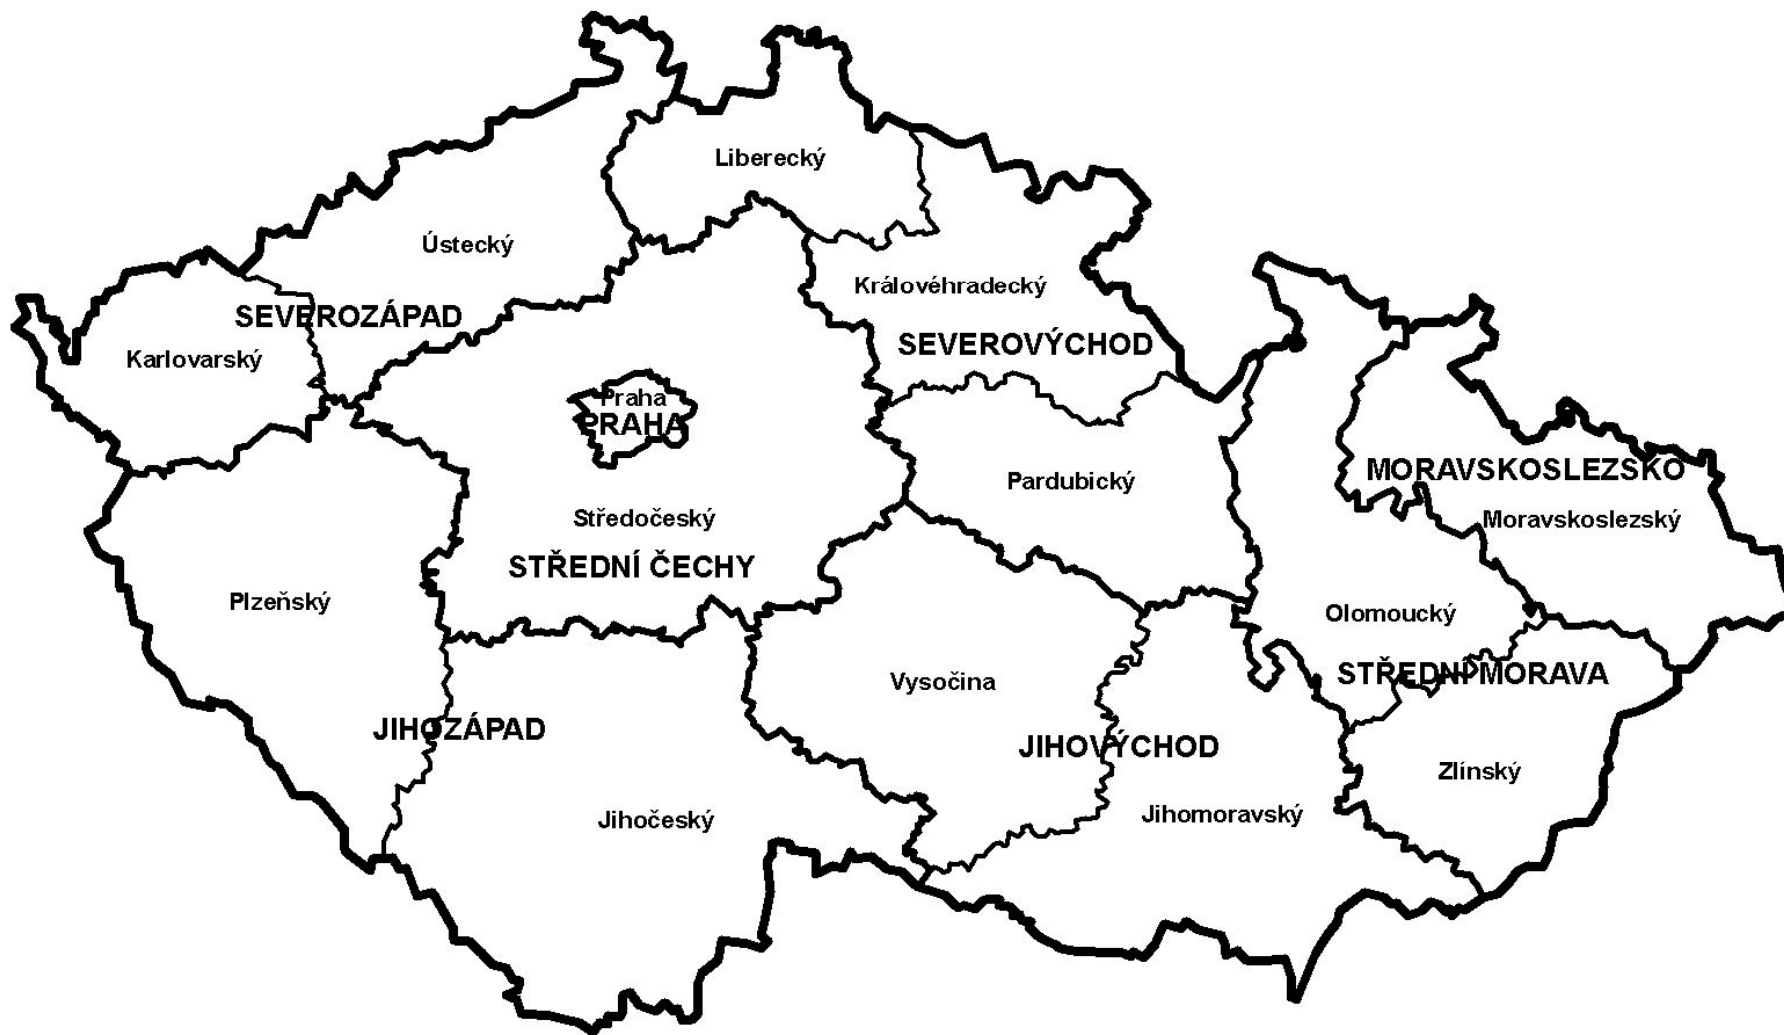 Liberecký
Ústecký
Královéhradecký
SEVEROZÁPAD
SEVEROVÝCHOD
Karlovarský
Praha
PRAHA
MORAVSKOSLEZSKO
Pardubický
Středočeský
Moravskoslezský
STŘEDNÍ ČECHY
Plzeňský
Olomoucký
Vysočina
STŘEDNÍ MORAVA
JIHOZÁPAD
JIHOVÝCHOD
Zlínský
Jihočeský
Jihomoravský